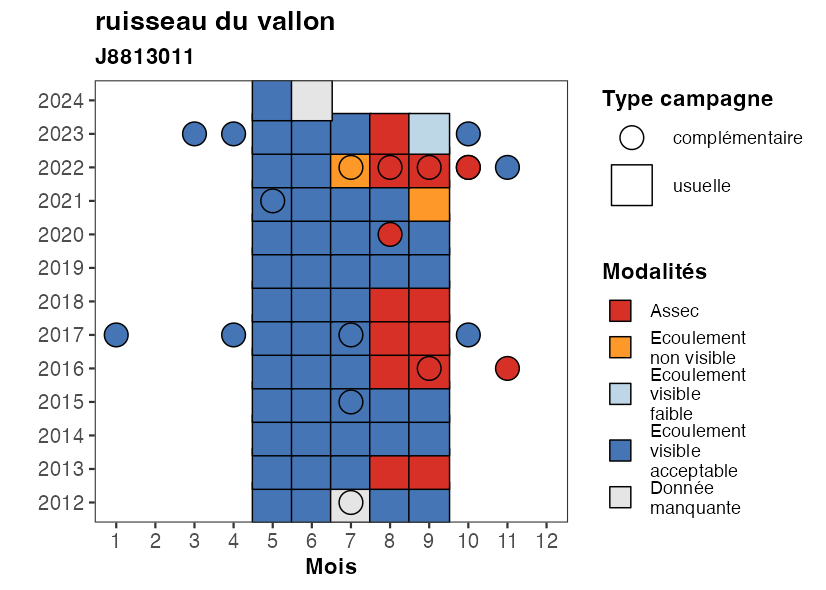 ruisseau du vallon
J8813011
2024
2023
2022
2021
2020
2019
2018
2017
2016
2015
2014
2013
2012
1 2 3 4 5 6 7 8 9 10 11 12
Mois
Type campagne
complémentaire
usuelle
Modalités
Assec
Ecoulement
non visible
Ecoulement
visible
faible
Ecoulement
visible
acceptable
Donnée
manquante